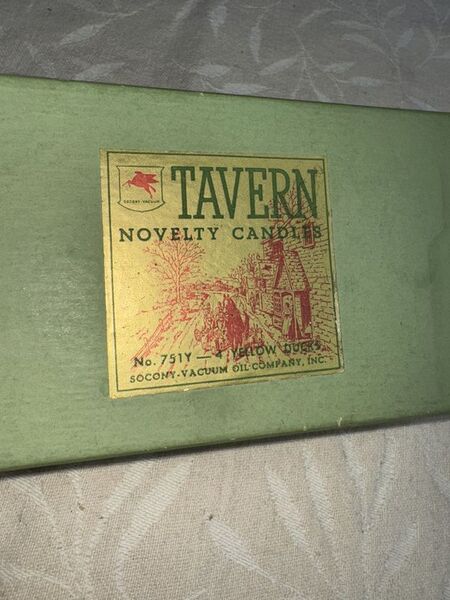 SOCONY-VACUUM
TAVERN
NOVELTY CANDLES
No. 751Y — 4 YELLOW DUCKS
SOCONY-VACUUM OIL COMPANY, INC.